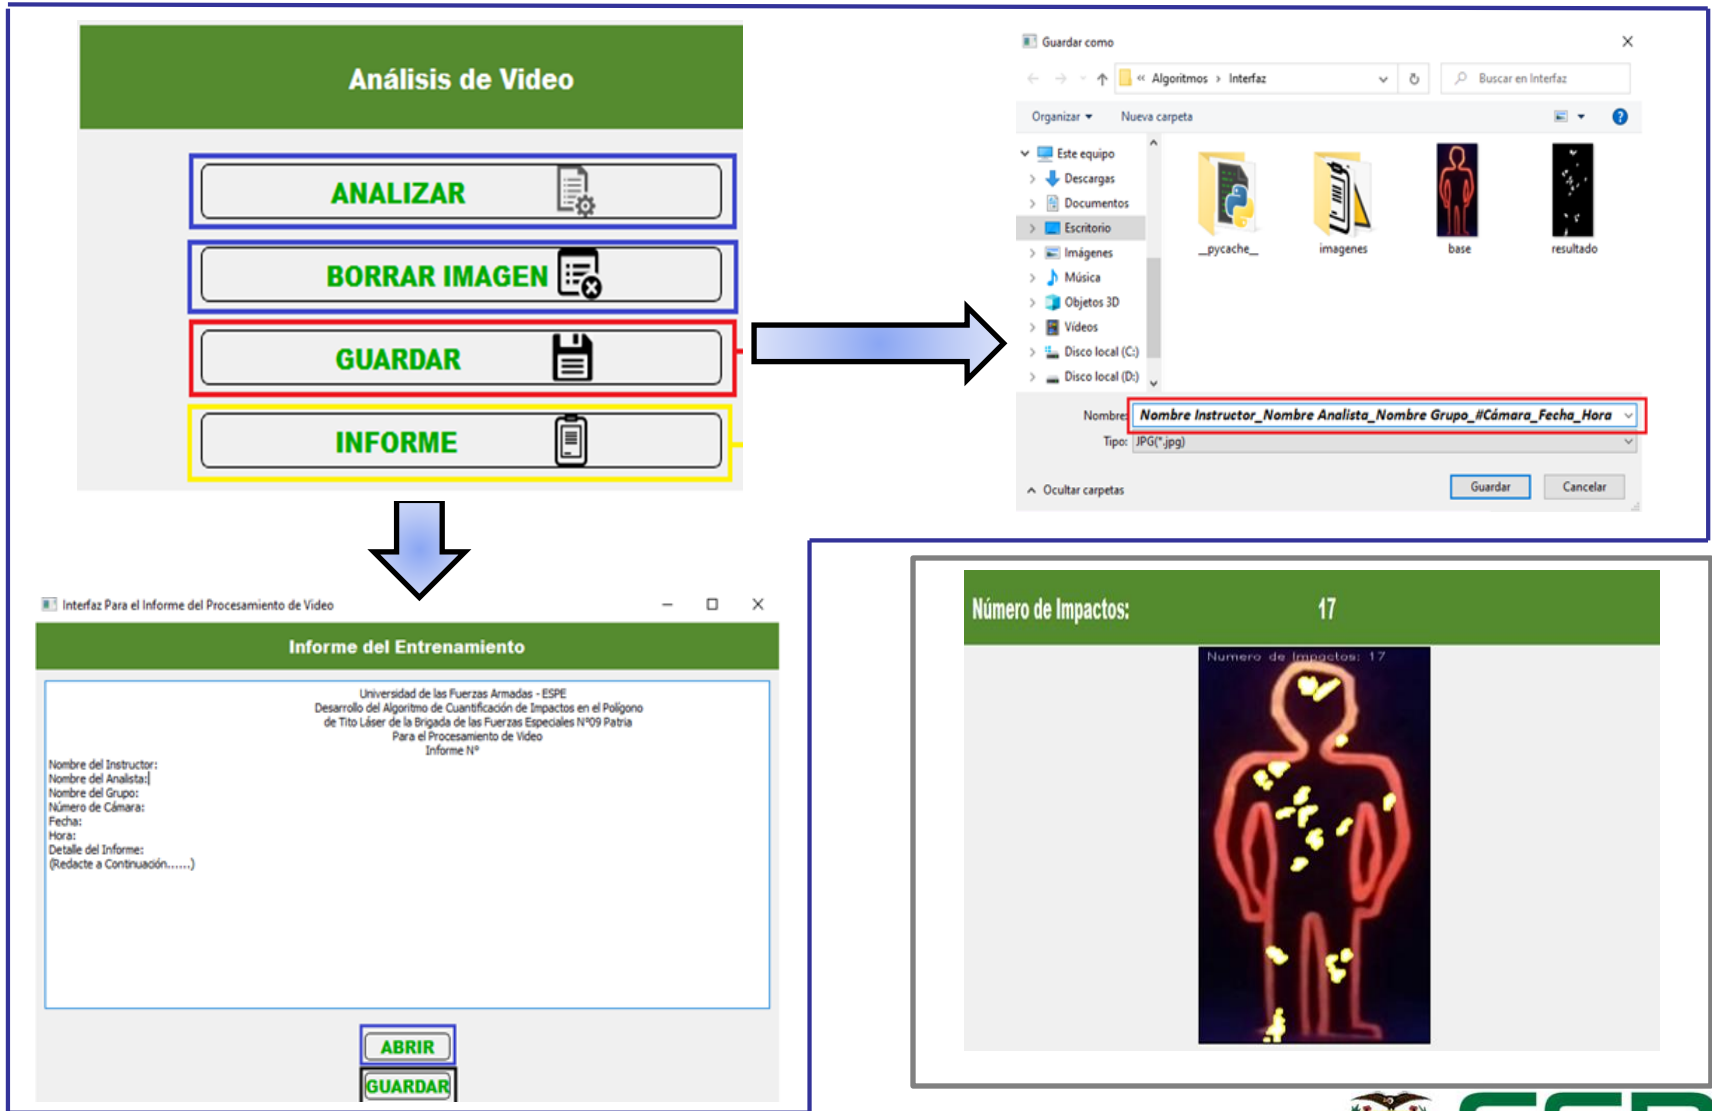 Análisis de Video
ANALIZAR
BORRAR IMAGEN
GUARDAR
INFORME
Guardar como
« Algoritmos › Interfaz
Buscar en Interfaz
Organizar
Nueva carpeta
Este equipo
Descargas
Documentos
Escritorio
Imágenes
Música
Objetos 3D
Vídeos
Disco local (C:)
Disco local (D:)
__pycache__
imagenes
base
resultado
Nombre: Nombre Instructor_Nombre Analista_Nombre Grupo_#Cámara_Fecha_Hora
Tipo: JPG(*.jpg)
Ocultar carpetas
Guardar
Cancelar
Interfaz Para el Informe del Procesamiento de Video
Informe del Entrenamiento
Universidad de las Fuerzas Armadas - ESPE
Desarrollo del Algoritmo de Cuantificación de Impactos en el Polígono
de Tito Láser de la Brigada de las Fuerzas Especiales N°09 Patria
Para el Procesamiento de Video
Informe N°
Nombre del Instructor:
Nombre del Analista:
Nombre del Grupo:
Número de Cámara:
Fecha:
Hora:
Detalle del Informe:
(Redacte a Continuación......)
ABRIR
GUARDAR
Número de Impactos: 17
Numero de Impactos: 17